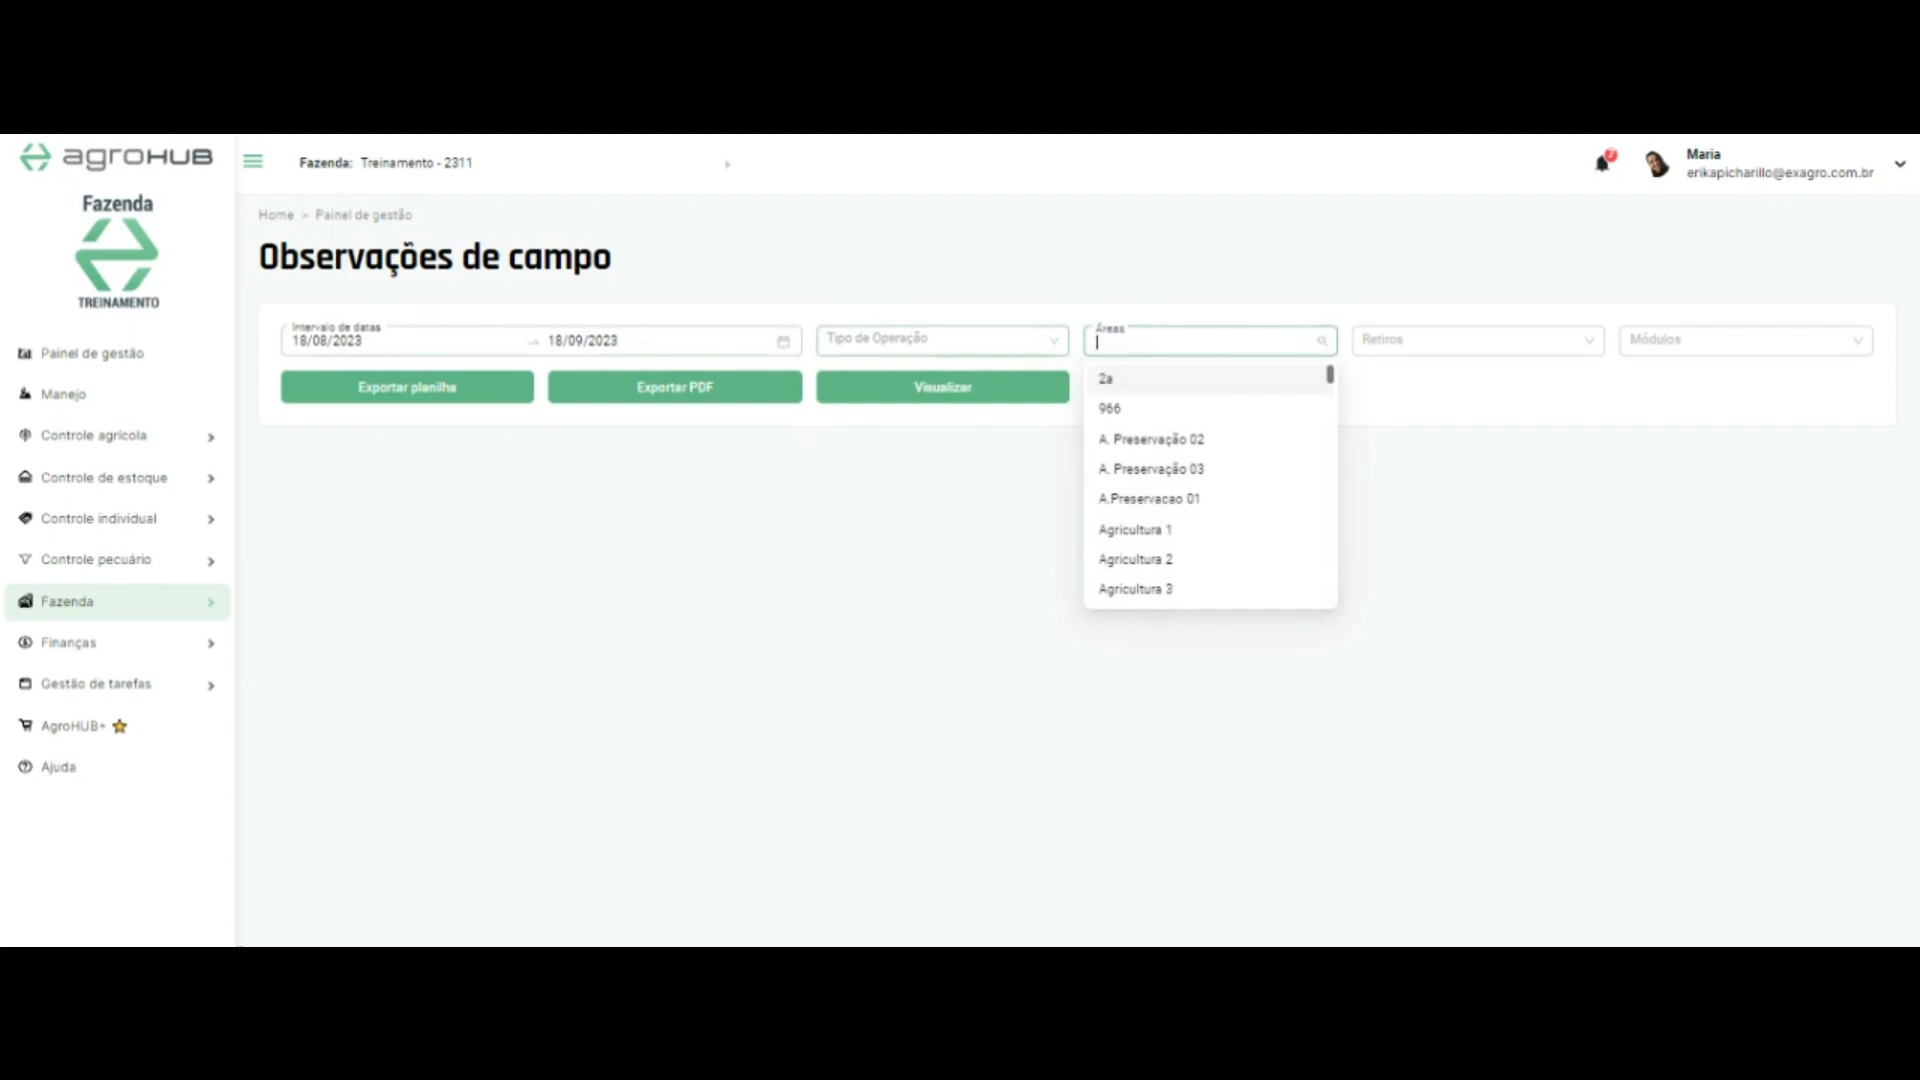 agroHUB
Fazenda: Treinamento - 2311
7
Maria
erikapicharillo@exagro.com.br
Fazenda
TREINAMENTO
Home > Painel de gestão
Observações de campo
Intervalo de datas
18/08/2023 → 18/09/2023
Tipo de Operação
Áreas
Retiros
Módulos
Exportar planilha
Exportar PDF
Visualizar
2a
966
A. Preservação 02
A. Preservação 03
A.Preservacao 01
Agricultura 1
Agricultura 2
Agricultura 3
Painel de gestão
Manejo
Controle agrícola
Controle de estoque
Controle individual
Controle pecuário
Fazenda
Finanças
Gestão de tarefas
AgroHUB+
Ajuda